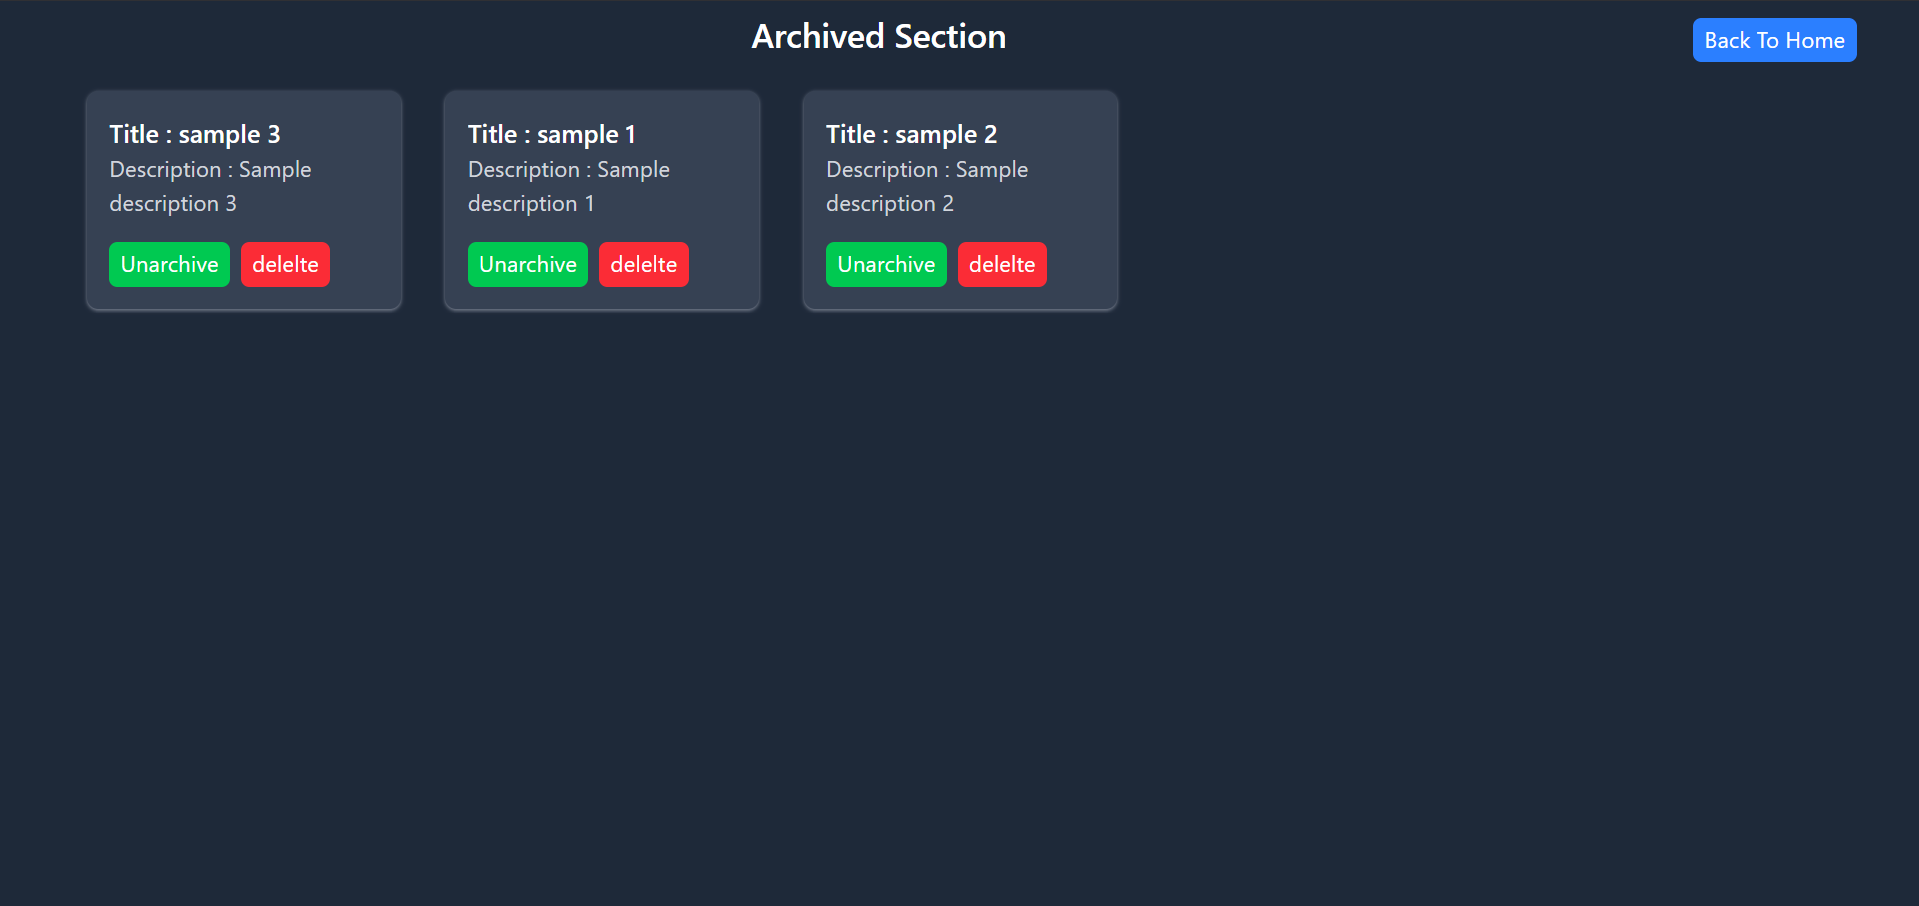 Archived Section
Back To Home
Title : sample 3
Description : Sample
description 3
Unarchive
delelte
Title : sample 1
Description : Sample
description 1
Unarchive
delelte
Title : sample 2
Description : Sample
description 2
Unarchive
delelte